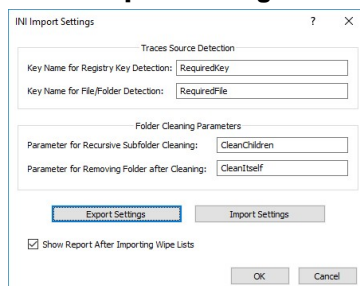 INI Import Settings ? ×
Traces Source Detection
Key Name for Registry Key Detection: RequiredKey
Key Name for File/Folder Detection: RequiredFile
Folder Cleaning Parameters
Parameter for Recursive Subfolder Cleaning: CleanChildren
Parameter for Removing Folder after Cleaning: CleanItself
Export Settings Import Settings
Show Report After Importing Wipe Lists
OK Cancel